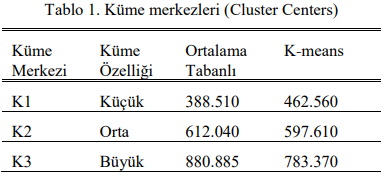 Tablo 1. Küme merkezleri (Cluster Centers)
Küme Merkezi Küme Özelliği Ortalama Tabanlı K-means
K1 Küçük 388.510 462.560
K2 Orta 612.040 597.610
K3 Büyük 880.885 783.370